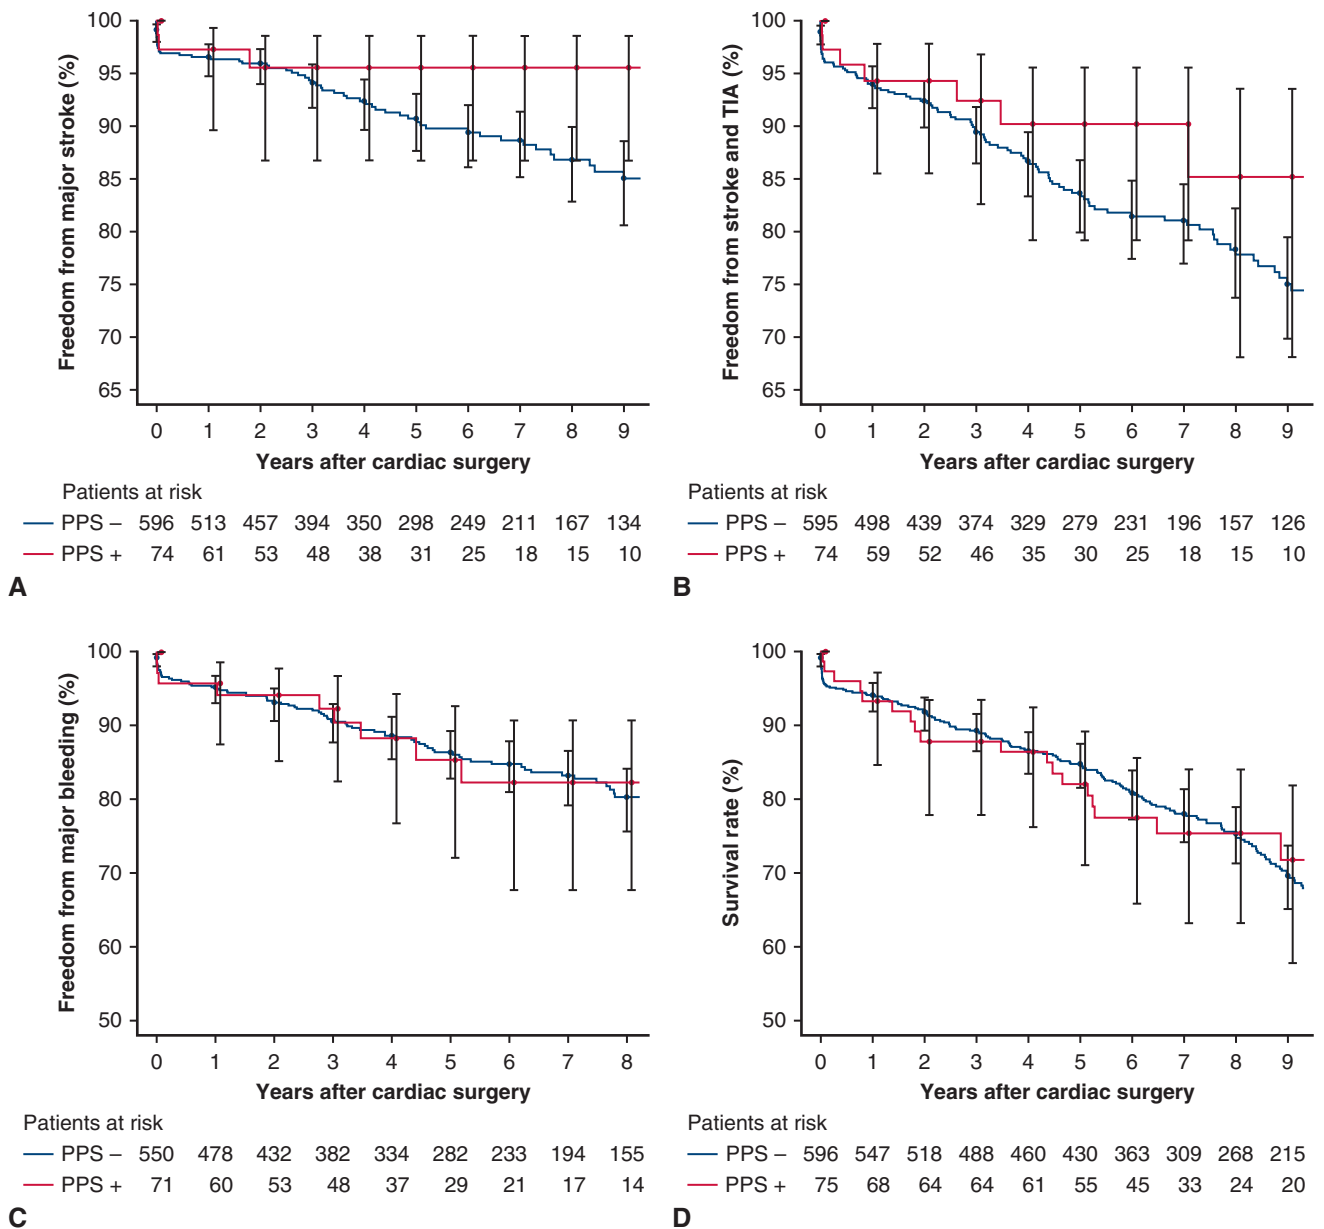 Freedom from major stroke (%)
100
95
90
85
80
75
70
65
0 1 2 3 4 5 6 7 8 9
Years after cardiac surgery
Patients at risk
PPS – 596 513 457 394 350 298 249 211 167 134
PPS + 74 61 53 48 38 31 25 18 15 10
A
Freedom from stroke and TIA (%)
100
95
90
85
80
75
70
65
0 1 2 3 4 5 6 7 8 9
Years after cardiac surgery
Patients at risk
PPS – 595 498 439 374 329 279 231 196 157 126
PPS + 74 59 52 46 35 30 25 18 15 10
B
Freedom from major bleeding (%)
100
90
80
70
60
50
0 1 2 3 4 5 6 7 8
Years after cardiac surgery
Patients at risk
PPS – 550 478 432 382 334 282 233 194 155
PPS + 71 60 53 48 37 29 21 17 14
C
Survival rate (%)
100
90
80
70
60
50
0 1 2 3 4 5 6 7 8 9
Years after cardiac surgery
Patients at risk
PPS – 596 547 518 488 460 430 363 309 268 215
PPS + 75 68 64 64 61 55 45 33 24 20
D